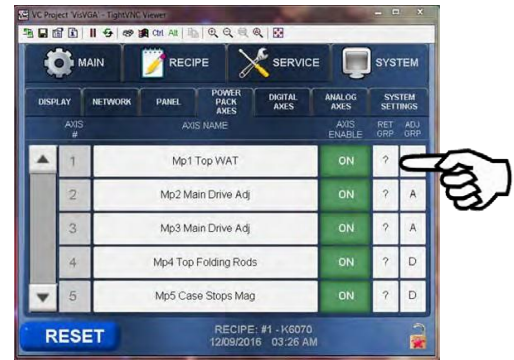 VC Project 'VisVGA' - TightVNC Viewer
Ctrl Alt
MAIN RECIPE SERVICE SYSTEM
DISPLAY NETWORK PANEL POWER PACK AXES DIGITAL AXES ANALOG AXES SYSTEM SETTINGS
AXIS # AXIS NAME AXIS ENABLE RET GRP ADJ GRP
1 Mp1 Top WAT ON ?
2 Mp2 Main Drive Adj ON ? A
3 Mp3 Main Drive Adj ON ? A
4 Mp4 Top Folding Rods ON ? D
5 Mp5 Case Stops Mag ON ? D
RESET
RECIPE: #1 - K6070
12/09/2016 03:26 AM